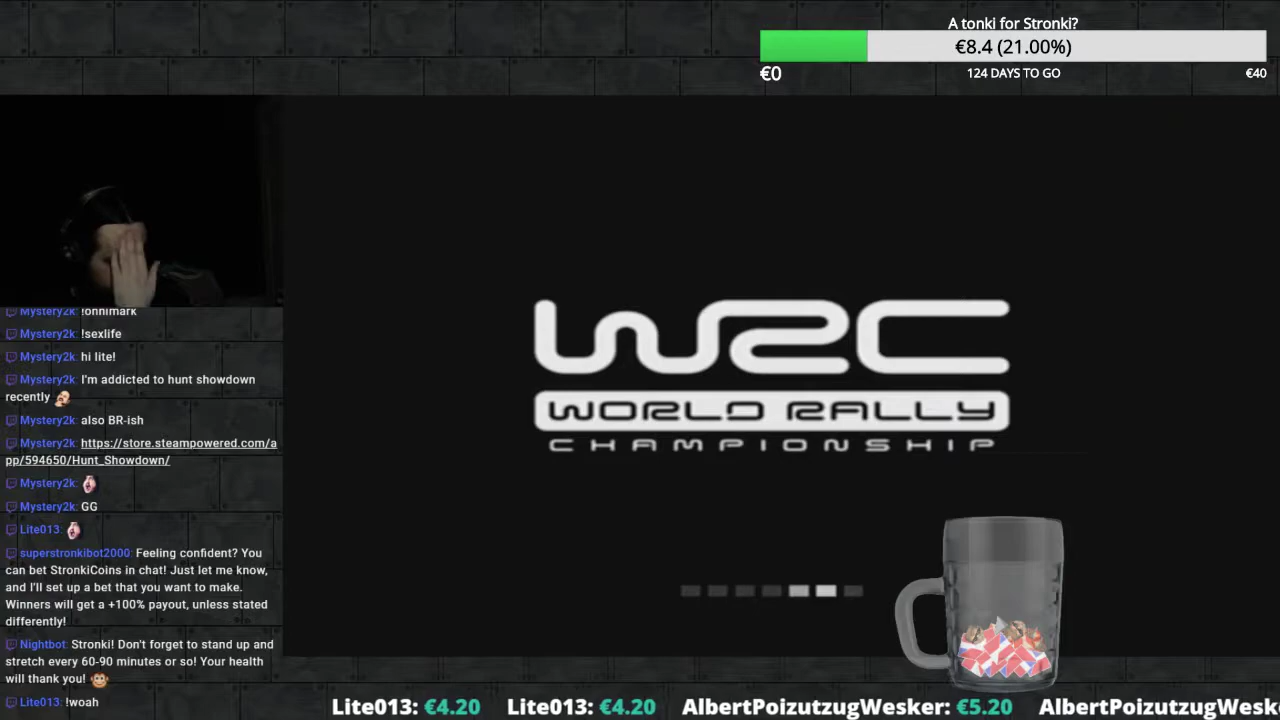 A tonki for Stronki?
€8.4 (21.00%)
€0
124 DAYS TO GO
€40
WRC
WORLD RALLY
CHAMPIONSHIP
Mystery2k: !onnimark
Mystery2k: !sexlife
Mystery2k: hi lite!
Mystery2k: I'm addicted to hunt showdown
recently
Mystery2k: also BR-ish
Mystery2k: https://store.steampowered.com/a
pp/594650/Hunt_Showdown/
Mystery2k:
Mystery2k: GG
Lite013:
superstronkibot2000: Feeling confident? You
can bet StronkiCoins in chat! Just let me know,
and I'll set up a bet that you want to make.
Winners will get a +100% payout, unless stated
differently!
Nightbot: Stronki! Don't forget to stand up and
stretch every 60-90 minutes or so! Your health
will thank you!
Lite013: !woah
Lite013: €4.20 Lite013: €4.20 AlbertPoizutzugWesker: €5.20 AlbertPoizutzugWesk